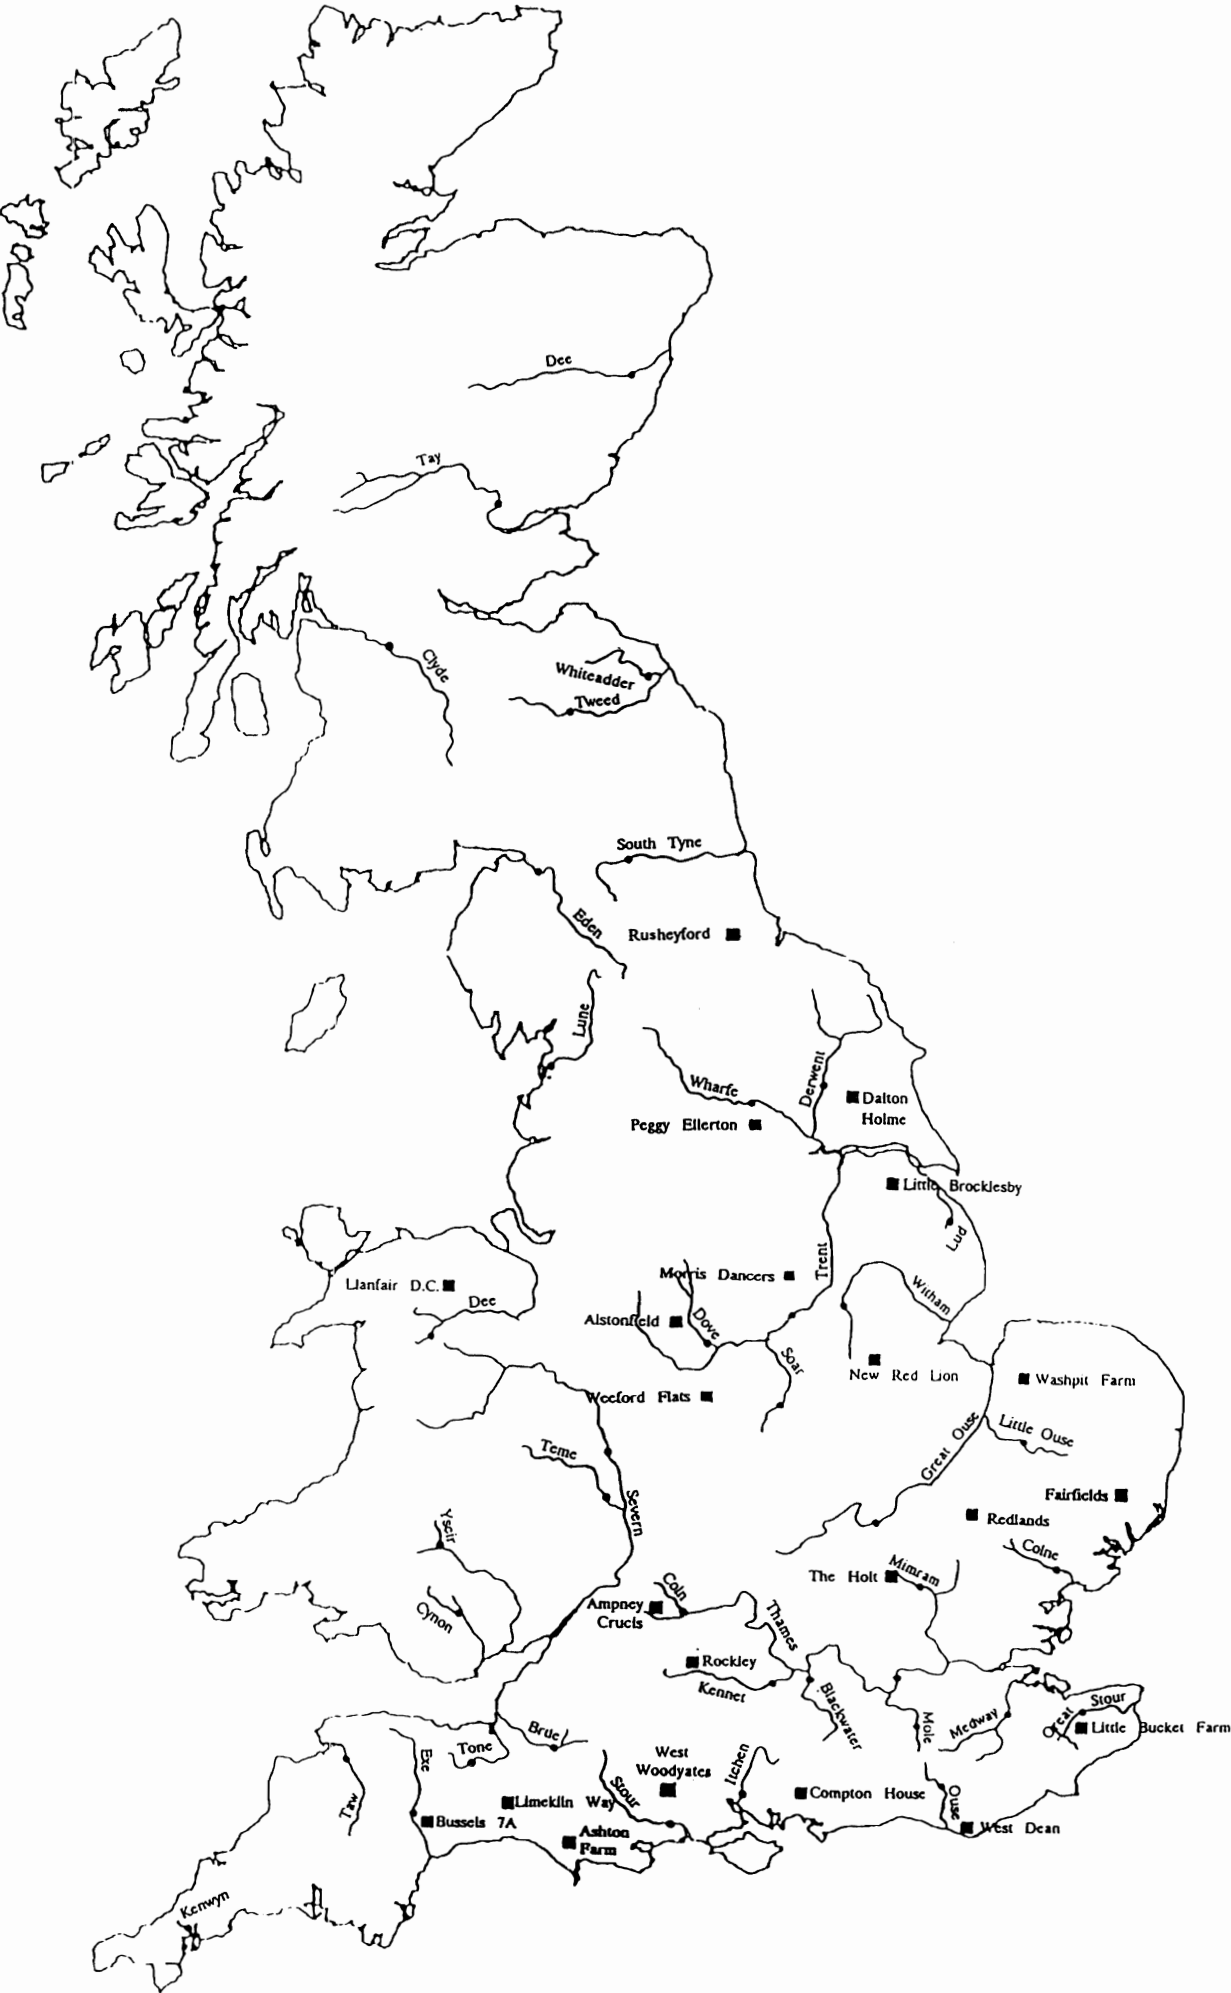 Dee
Tay
Clyde
Whiteadder
Tweed
South Tyne
Eden
Rusheyford
Lune
Wharfe
Derwent
Dalton
Holme
Peggy Ellerton
Little Brocklesby
Lud
Trent
Morris Dancers
Llanfair D.C.
Dee
Witham
Alstonfield
Dove
Soar
New Red Lion
Washpit Farm
Weeford Flats
Great Ouse
Little Ouse
Teme
Severn
Fairfields
Redlands
Yscir
Colne
The Holt
Mimram
Coln
Ampney
Crucis
Cynon
Thames
Rockley
Kennet
Blackwater
Mole
Medway
Great
Stour
Little Bucket Farm
Brue
Tone
Exe
Taw
West
Woodyates
Itchen
Stour
Limekiln Way
Compton House
Ouse
Bussels 7A
Ashton
Farm
West Dean
Kenwyn